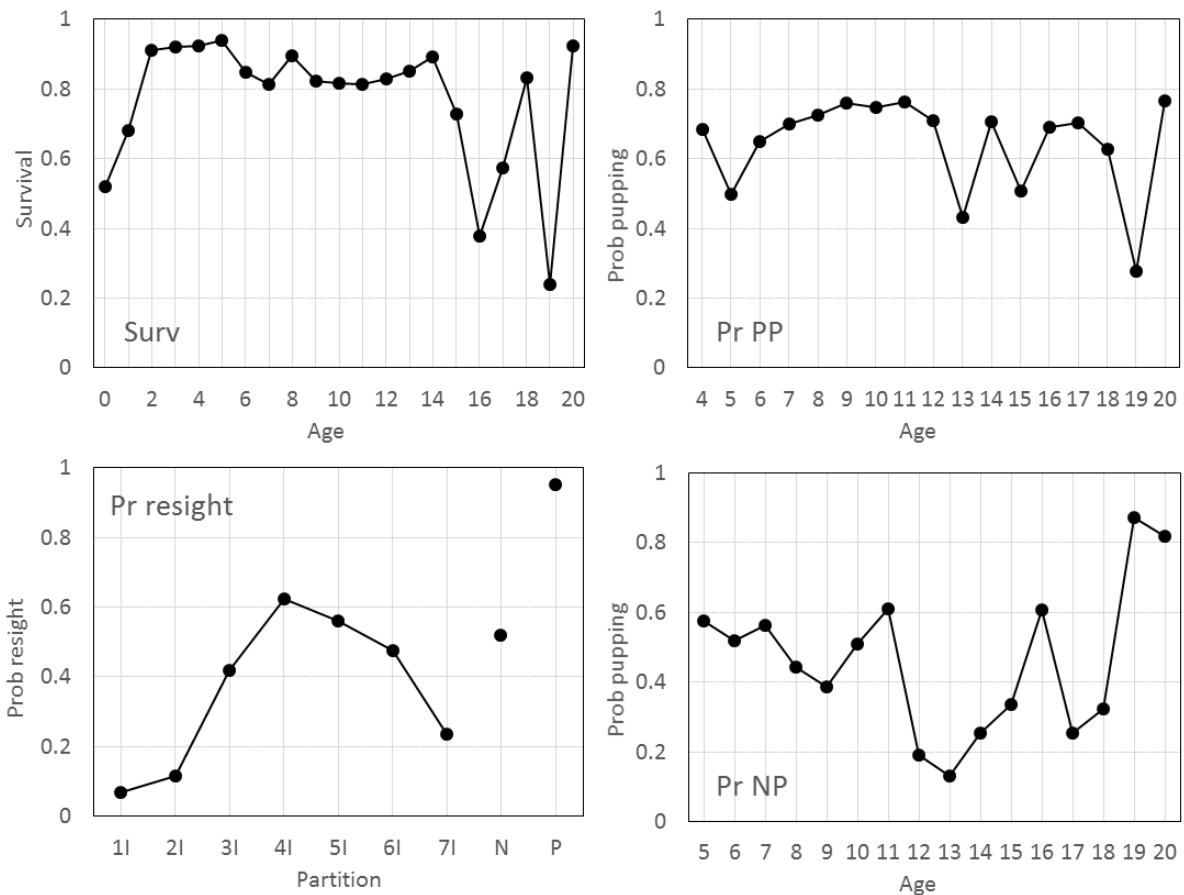 1
0.8
0.6
0.4
0.2
0
Survival
Surv
0 2 4 6 8 10 12 14 16 18 20
Age
1
0.8
0.6
0.4
0.2
0
Prob pupping
Pr PP
4 5 6 7 8 9 10 11 12 13 14 15 16 17 18 19 20
Age
1
0.8
0.6
0.4
0.2
0
Prob resight
Pr resight
1I 2I 3I 4I 5I 6I 7I N P
Partition
1
0.8
0.6
0.4
0.2
0
Prob pupping
Pr NP
5 6 7 8 9 10 11 12 13 14 15 16 17 18 19 20
Age